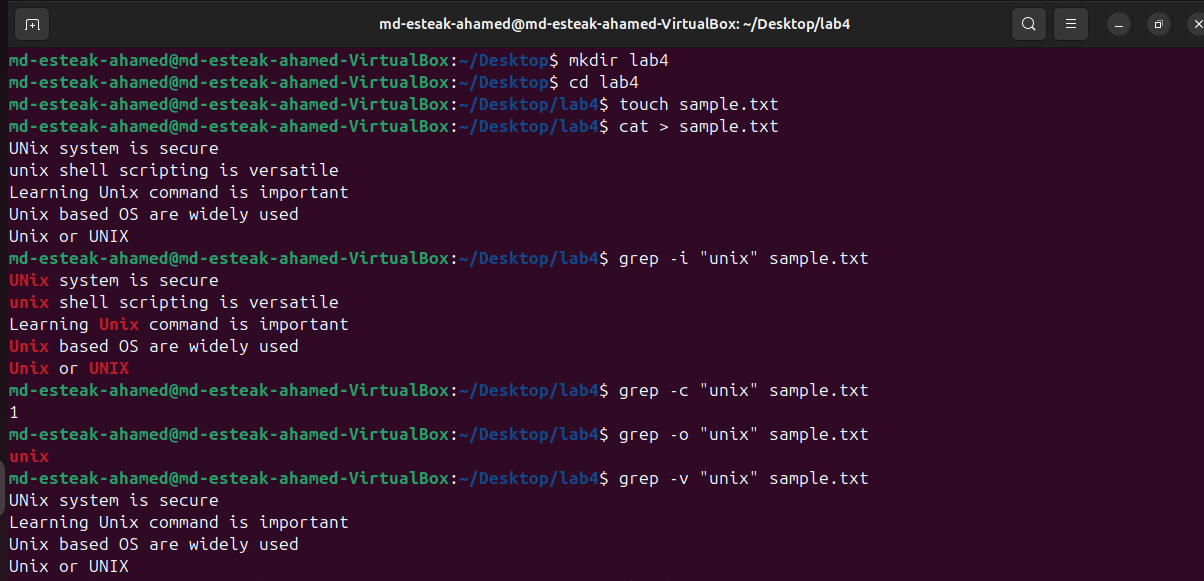 md-esteak-ahamed@md-esteak-ahamed-VirtualBox: ~/Desktop/lab4
md-esteak-ahamed@md-esteak-ahamed-VirtualBox:~/Desktop$ mkdir lab4
md-esteak-ahamed@md-esteak-ahamed-VirtualBox:~/Desktop$ cd lab4
md-esteak-ahamed@md-esteak-ahamed-VirtualBox:~/Desktop/lab4$ touch sample.txt
md-esteak-ahamed@md-esteak-ahamed-VirtualBox:~/Desktop/lab4$ cat > sample.txt
UNix system is secure
unix shell scripting is versatile
Learning Unix command is important
Unix based OS are widely used
Unix or UNIX
md-esteak-ahamed@md-esteak-ahamed-VirtualBox:~/Desktop/lab4$ grep -i "unix" sample.txt
UNix system is secure
unix shell scripting is versatile
Learning Unix command is important
Unix based OS are widely used
Unix or UNIX
md-esteak-ahamed@md-esteak-ahamed-VirtualBox:~/Desktop/lab4$ grep -c "unix" sample.txt
1
md-esteak-ahamed@md-esteak-ahamed-VirtualBox:~/Desktop/lab4$ grep -o "unix" sample.txt
unix
md-esteak-ahamed@md-esteak-ahamed-VirtualBox:~/Desktop/lab4$ grep -v "unix" sample.txt
UNix system is secure
Learning Unix command is important
Unix based OS are widely used
Unix or UNIX